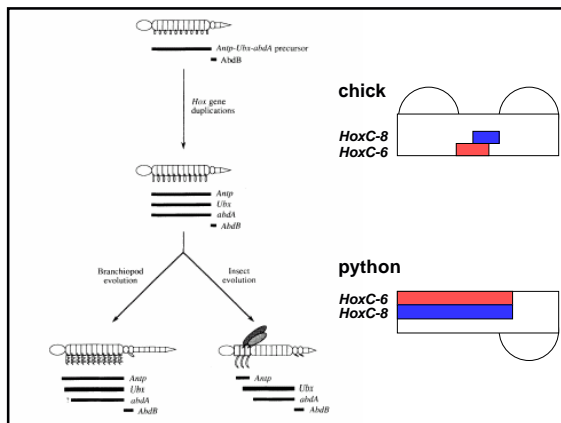 Antp-Ubx-abdA precursor
AbdB
Hox gene
duplications
Antp
Ubx
abdA
AbdB
Branchiopod
evolution
Insect
evolution
Antp
Ubx
? abdA
AbdB
Antp
Ubx
abdA
AbdB
chick
HoxC-8
HoxC-6
python
HoxC-6
HoxC-8